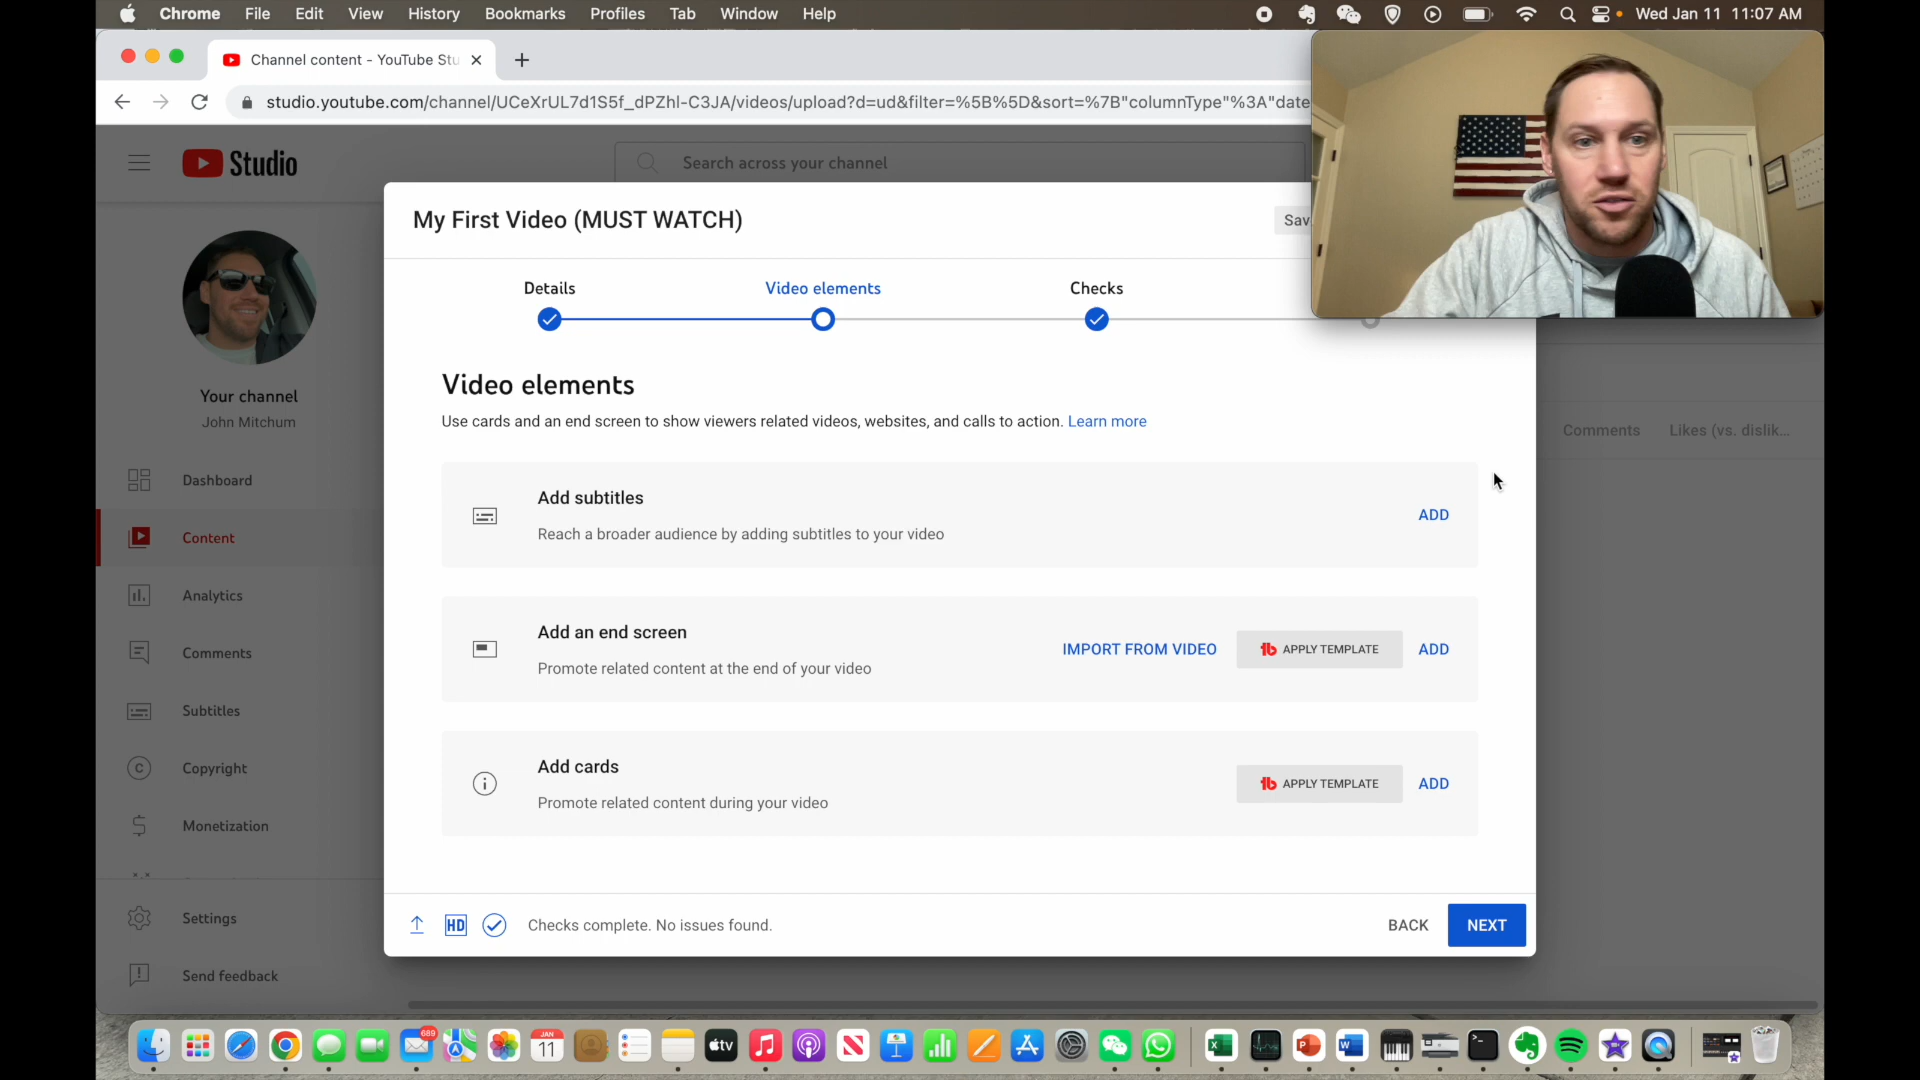 Chrome File Edit View History Bookmarks Profiles Tab Window Help
Wed Jan 11 11:07 AM
Channel content - YouTube Stu
studio.youtube.com/channel/UCeXrUL7d1S5f_dPZhl-C3JA/videos/upload?d=ud&filter=%5B%5D&sort=%7B"columnType"%3A"date
Studio
Search across your channel
My First Video (MUST WATCH)
Sav
Details
Video elements
Checks
Your channel
John Mitchum
Dashboard
Content
Analytics
Comments
Subtitles
Copyright
Monetization
Settings
Send feedback
Video elements
Use cards and an end screen to show viewers related videos, websites, and calls to action. Learn more
Comments Likes (vs. dislik...
Add subtitles
Reach a broader audience by adding subtitles to your video
ADD
Add an end screen
Promote related content at the end of your video
IMPORT FROM VIDEO
tb APPLY TEMPLATE
ADD
Add cards
Promote related content during your video
tb APPLY TEMPLATE
ADD
HD
Checks complete. No issues found.
BACK
NEXT
689
JAN
11
tv